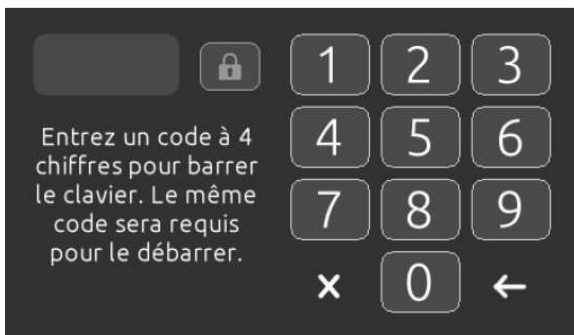 1 2 3
Entrez un code à 4
chiffres pour barrer
le clavier. Le même
code sera requis
pour le débarrer.
4 5 6
7 8 9
0